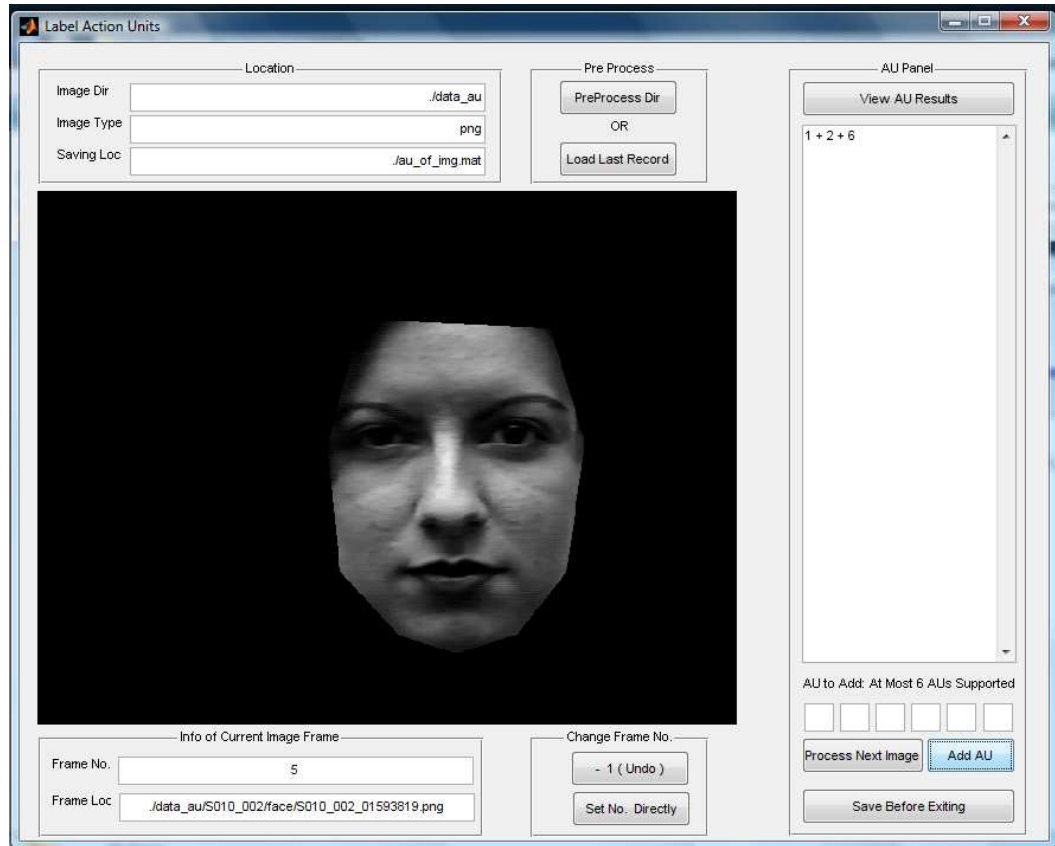 Label Action Units
Location
Image Dir
./data_au
Image Type
png
Saving Loc
./au_of_img.mat
Pre Process
PreProcess Dir
OR
Load Last Record
AU Panel
View AU Results
1 + 2 + 6
AU to Add: At Most 6 AUs Supported
Process Next Image
Add AU
Save Before Exiting
Info of Current Image Frame
Frame No.
5
Frame Loc
./data_au/S010_002/face/S010_002_01593819.png
Change Frame No.
- 1 ( Undo )
Set No. Directly